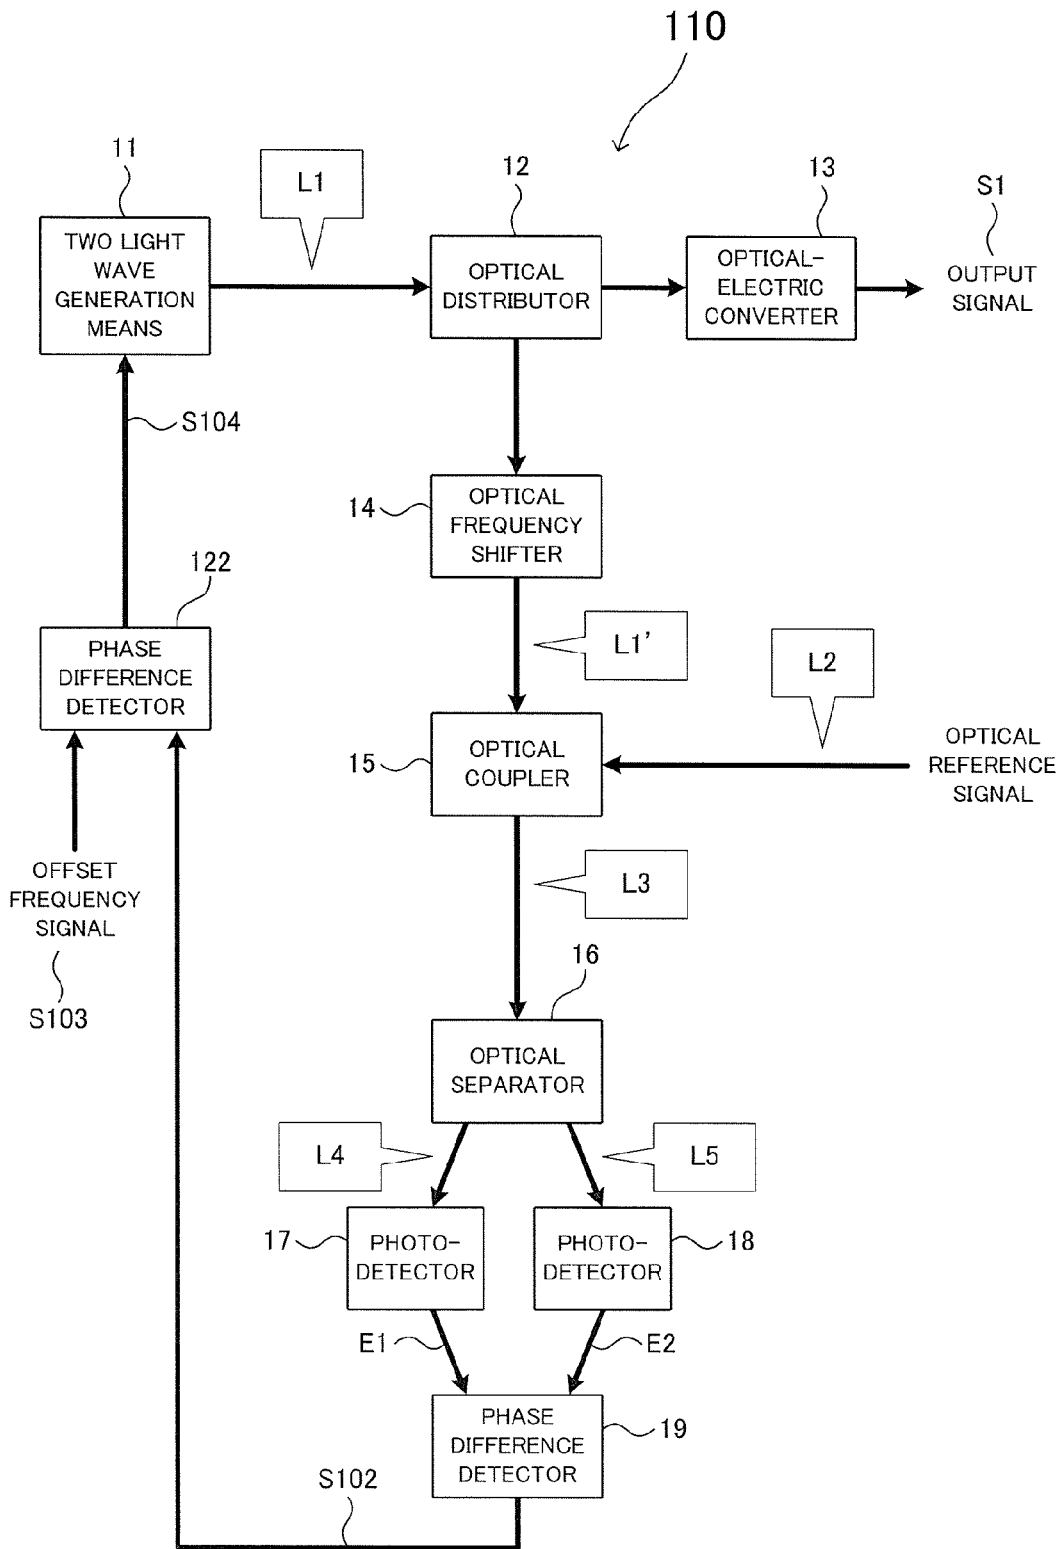 110
11
L1
12
13
S1
TWO LIGHT
WAVE
GENERATION
MEANS
OPTICAL
DISTRIBUTOR
OPTICAL-
ELECTRIC
CONVERTER
OUTPUT
SIGNAL
S104
14
OPTICAL
FREQUENCY
SHIFTER
122
PHASE
DIFFERENCE
DETECTOR
L1'
L2
15
OPTICAL
COUPLER
OPTICAL
REFERENCE
SIGNAL
OFFSET
FREQUENCY
SIGNAL
S103
L3
16
OPTICAL
SEPARATOR
L4
L5
17
PHOTO-
DETECTOR
PHOTO-
DETECTOR
18
E1
E2
PHASE
DIFFERENCE
DETECTOR
19
S102